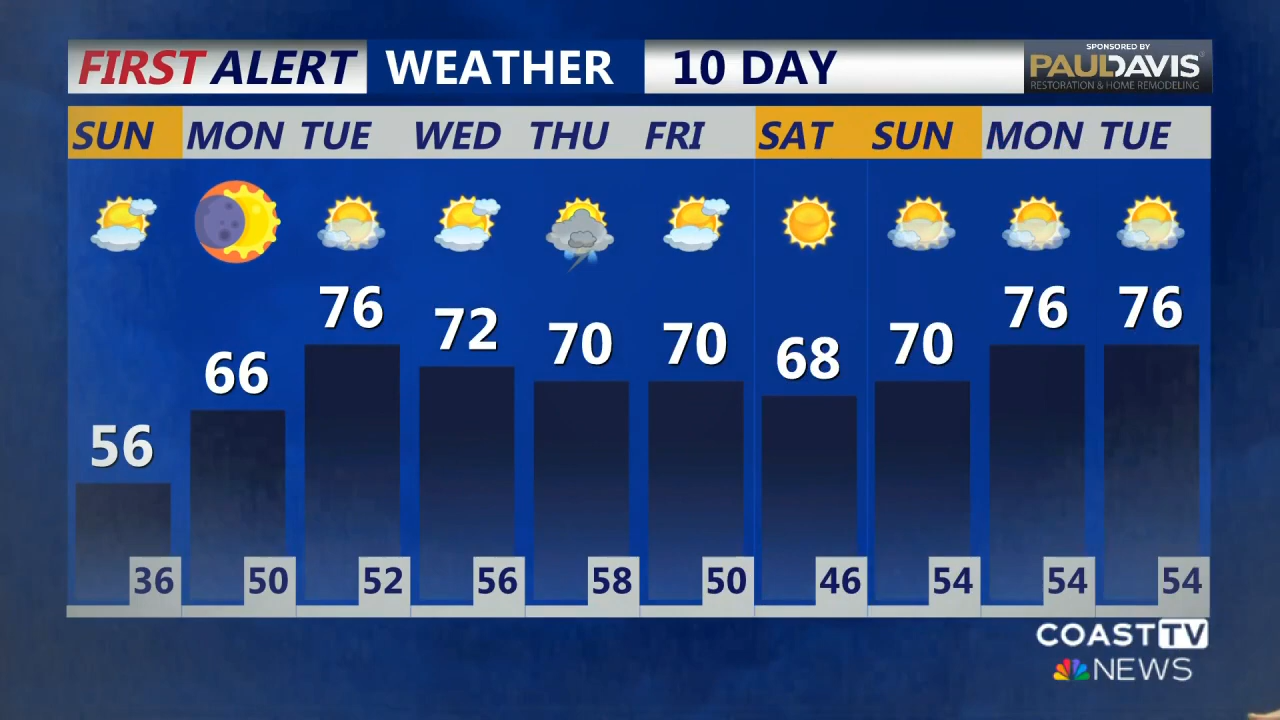 FIRST ALERT WEATHER 10 DAY
SPONSORED BY
PAUL DAVIS
RESTORATION & HOME REMODELING
SUN MON TUE WED THU FRI SAT SUN MON TUE
56 66 76 72 70 70 68 70 76 76
36 50 52 56 58 50 46 54 54 54
COAST TV
NEWS